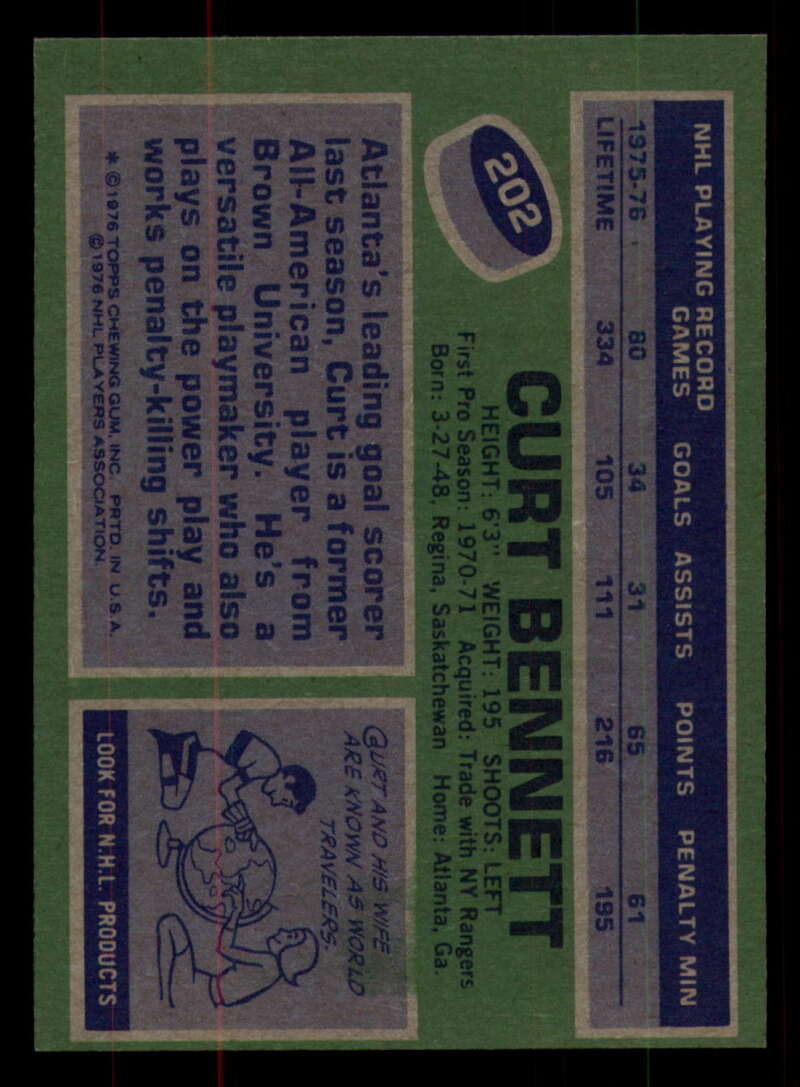 NHL PLAYING RECORD
GAMES GOALS ASSISTS POINTS PENALTY MIN
1975-76 80 34 31 65 61
LIFETIME 334 105 111 216 195
202
CURT BENNETT
HEIGHT: 6'3" WEIGHT: 195 SHOOTS: LEFT
First Pro Season: 1970-71 Acquired: Trade with NY Rangers
Born: 3-27-48, Regina, Saskatchewan Home: Atlanta, Ga.
Atlanta's leading goal scorer
last season, Curt is a former
All-American player from
Brown University. He's a
versatile playmaker who also
plays on the power play and
works penalty-killing shifts.
* ©1976 TOPPS CHEWING GUM, INC. PRTD. IN U.S.A.
©1976 NHL PLAYERS ASSOCIATION.
CURT AND HIS WIFE
ARE KNOWN AS WORLD
TRAVELERS.
LOOK FOR N.H.L. PRODUCTS